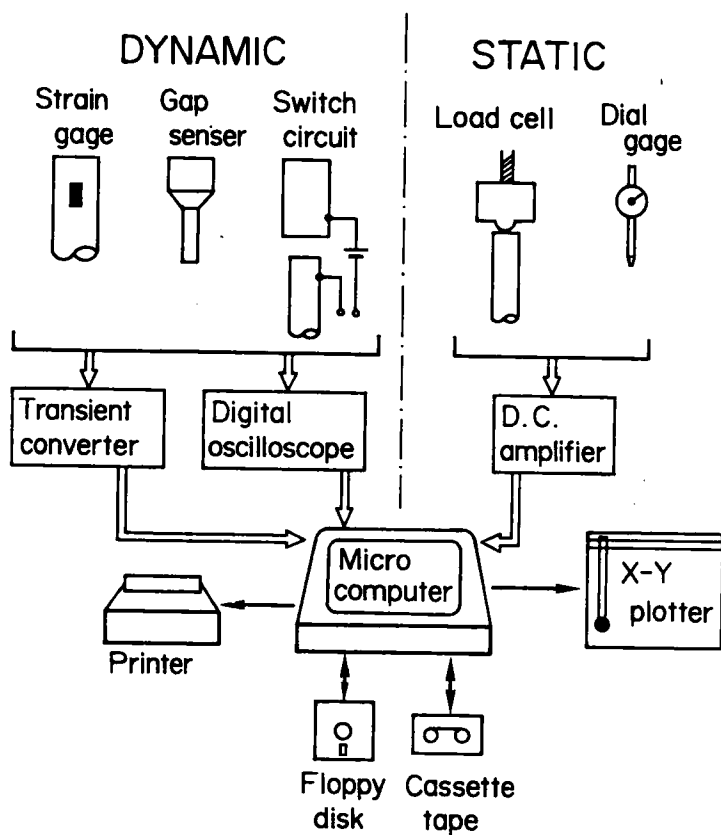 DYNAMIC
STATIC
Strain
gage
Gap
senser
Switch
circuit
Load cell
Dial
gage
Transient
converter
Digital
oscilloscope
D.C.
amplifier
Micro
computer
X-Y
plotter
Printer
Floppy
disk
Cassette
tape